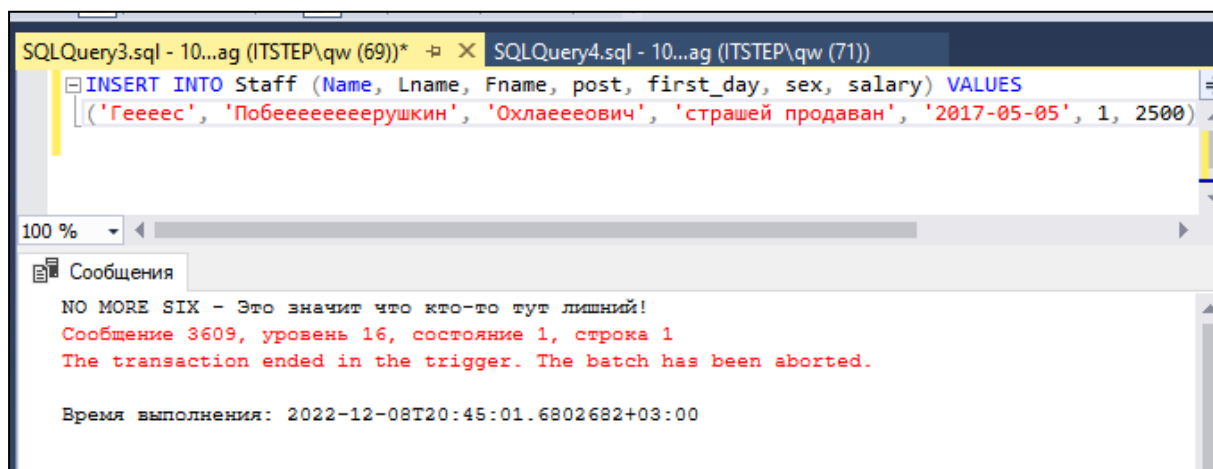 SQLQuery3.sql - 10...ag (ITSTEP\qw (69))* SQLQuery4.sql - 10...ag (ITSTEP\qw (71))
INSERT INTO Staff (Name, Lname, Fname, post, first_day, sex, salary) VALUES
('Геееес', 'Побеееееееерушкин', 'Охлаеееович', 'страшей продаван', '2017-05-05', 1, 2500)
100 %
Сообщения
NO MORE SIX - Это значит что кто-то тут лишний!
Сообщение 3609, уровень 16, состояние 1, строка 1
The transaction ended in the trigger. The batch has been aborted.
Время выполнения: 2022-12-08T20:45:01.6802682+03:00